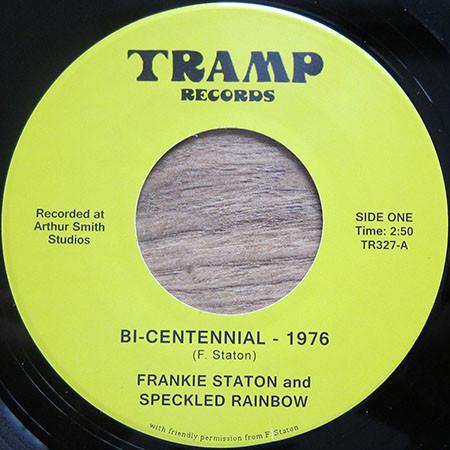 TRAMP
RECORDS
Recorded at
Arthur Smith
Studios
SIDE ONE
Time: 2:50
TR327-A
BI-CENTENNIAL - 1976
(F. Staton)
FRANKIE STATON and
SPECKLED RAINBOW
with friendly permission from F. Staton